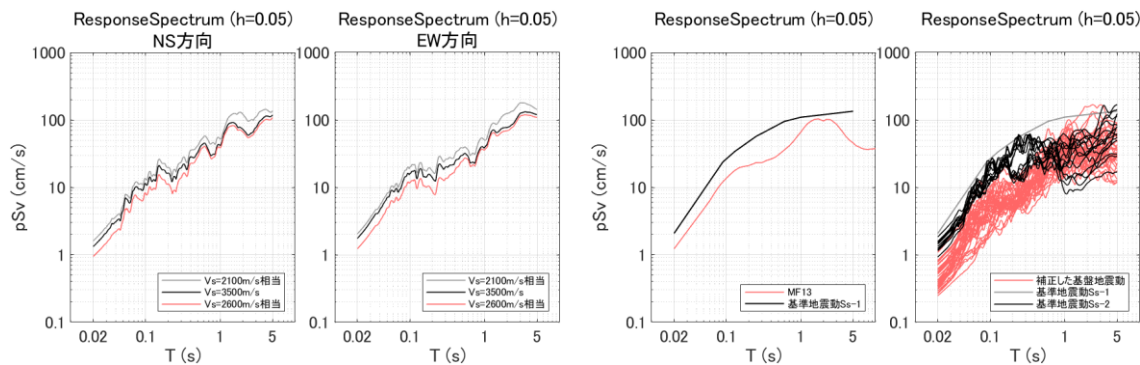 ResponseSpectrum (h=0.05)
NS方向
1000
100
10
1
0.1
pSv (cm/s)
0.02
0.1
1
5
T (s)
Vs=2100m/s相当
Vs=3500m/s
Vs=2600m/s相当
ResponseSpectrum (h=0.05)
EW方向
1000
100
10
1
0.1
0.02
0.1
1
5
T (s)
Vs=2100m/s相当
Vs=3500m/s
Vs=2600m/s相当
ResponseSpectrum (h=0.05)
1000
100
10
1
0.1
pSv (cm/s)
0.02
0.1
1
5
T (s)
MF13
基準地震動Ss-1
ResponseSpectrum (h=0.05)
1000
100
10
1
0.1
0.02
0.1
1
5
T (s)
補正した基盤地震動
基準地震動Ss-1
基準地震動Ss-2